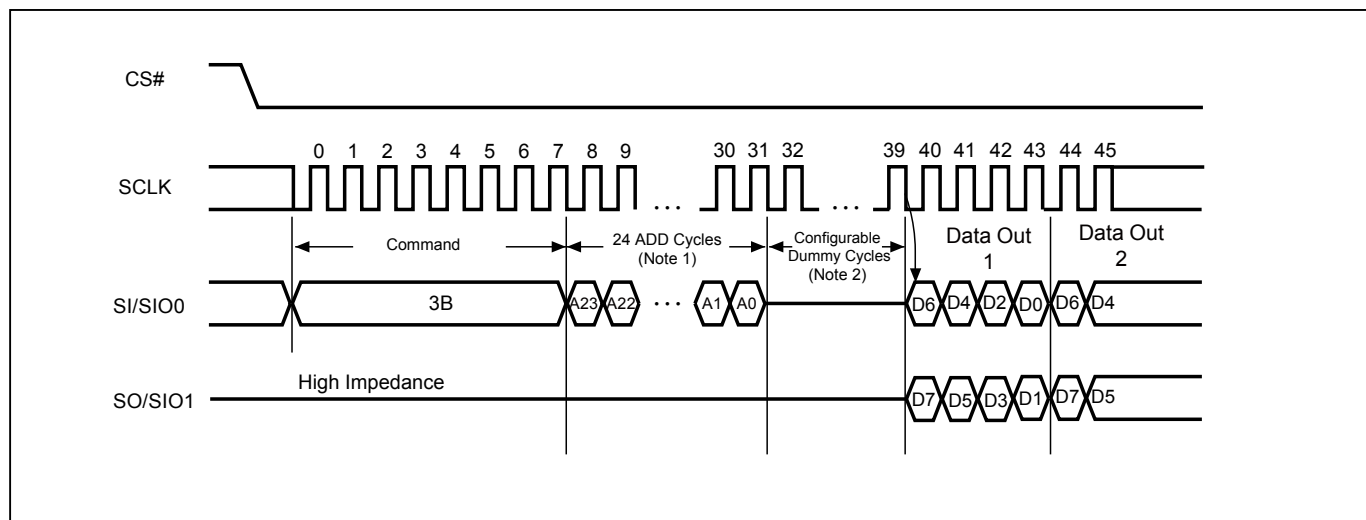 CS#
0 1 2 3 4 5 6 7 8 9 30 31 32 39 40 41 42 43 44 45
SCLK
...
...
Command
24 ADD Cycles
(Note 1)
Configurable
Dummy Cycles
(Note 2)
Data Out
1
Data Out
2
SI/SIO0
3B
A23 A22 ... A1 A0
D6 D4 D2 D0 D6 D4
High Impedance
SO/SIO1
D7 D5 D3 D1 D7 D5